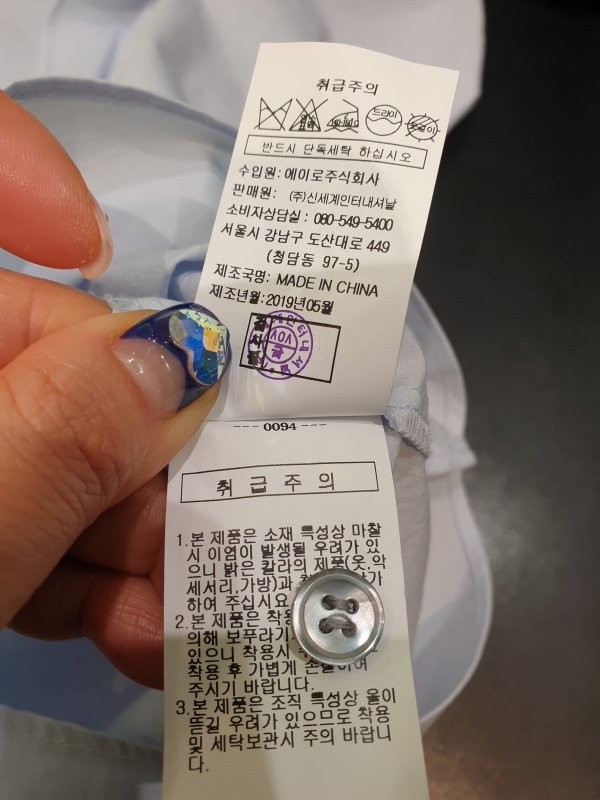 취급주의
드라이
반드시 단독세탁 하십시오
수입원: 에이로주식회사
판매원: (주)신세계인터내셔날
소비자상담실 : 080-549-5400
서울시 강남구 도산대로 449
(청담동 97-5)
제조국명: MADE IN CHINA
제조년월:2019년05월
VOV
--- 0094 ---
취 급 주 의
1.본 제품은 소재 특성상 마찰
시 이염이 발생될 우려가 있
으니 밝은 칼라의 제품(옷,악
세서리,가방)과
하여 주십시요
2.본 제품은 착용
의해 보푸라기
있으니 착용시
착용 후 가볍게
주시기 바랍니다.
3.본 제품은 조직 특성상 올이
뜯길 우려가 있으므로 착용
및 세탁보관시 주의 바랍니
다.